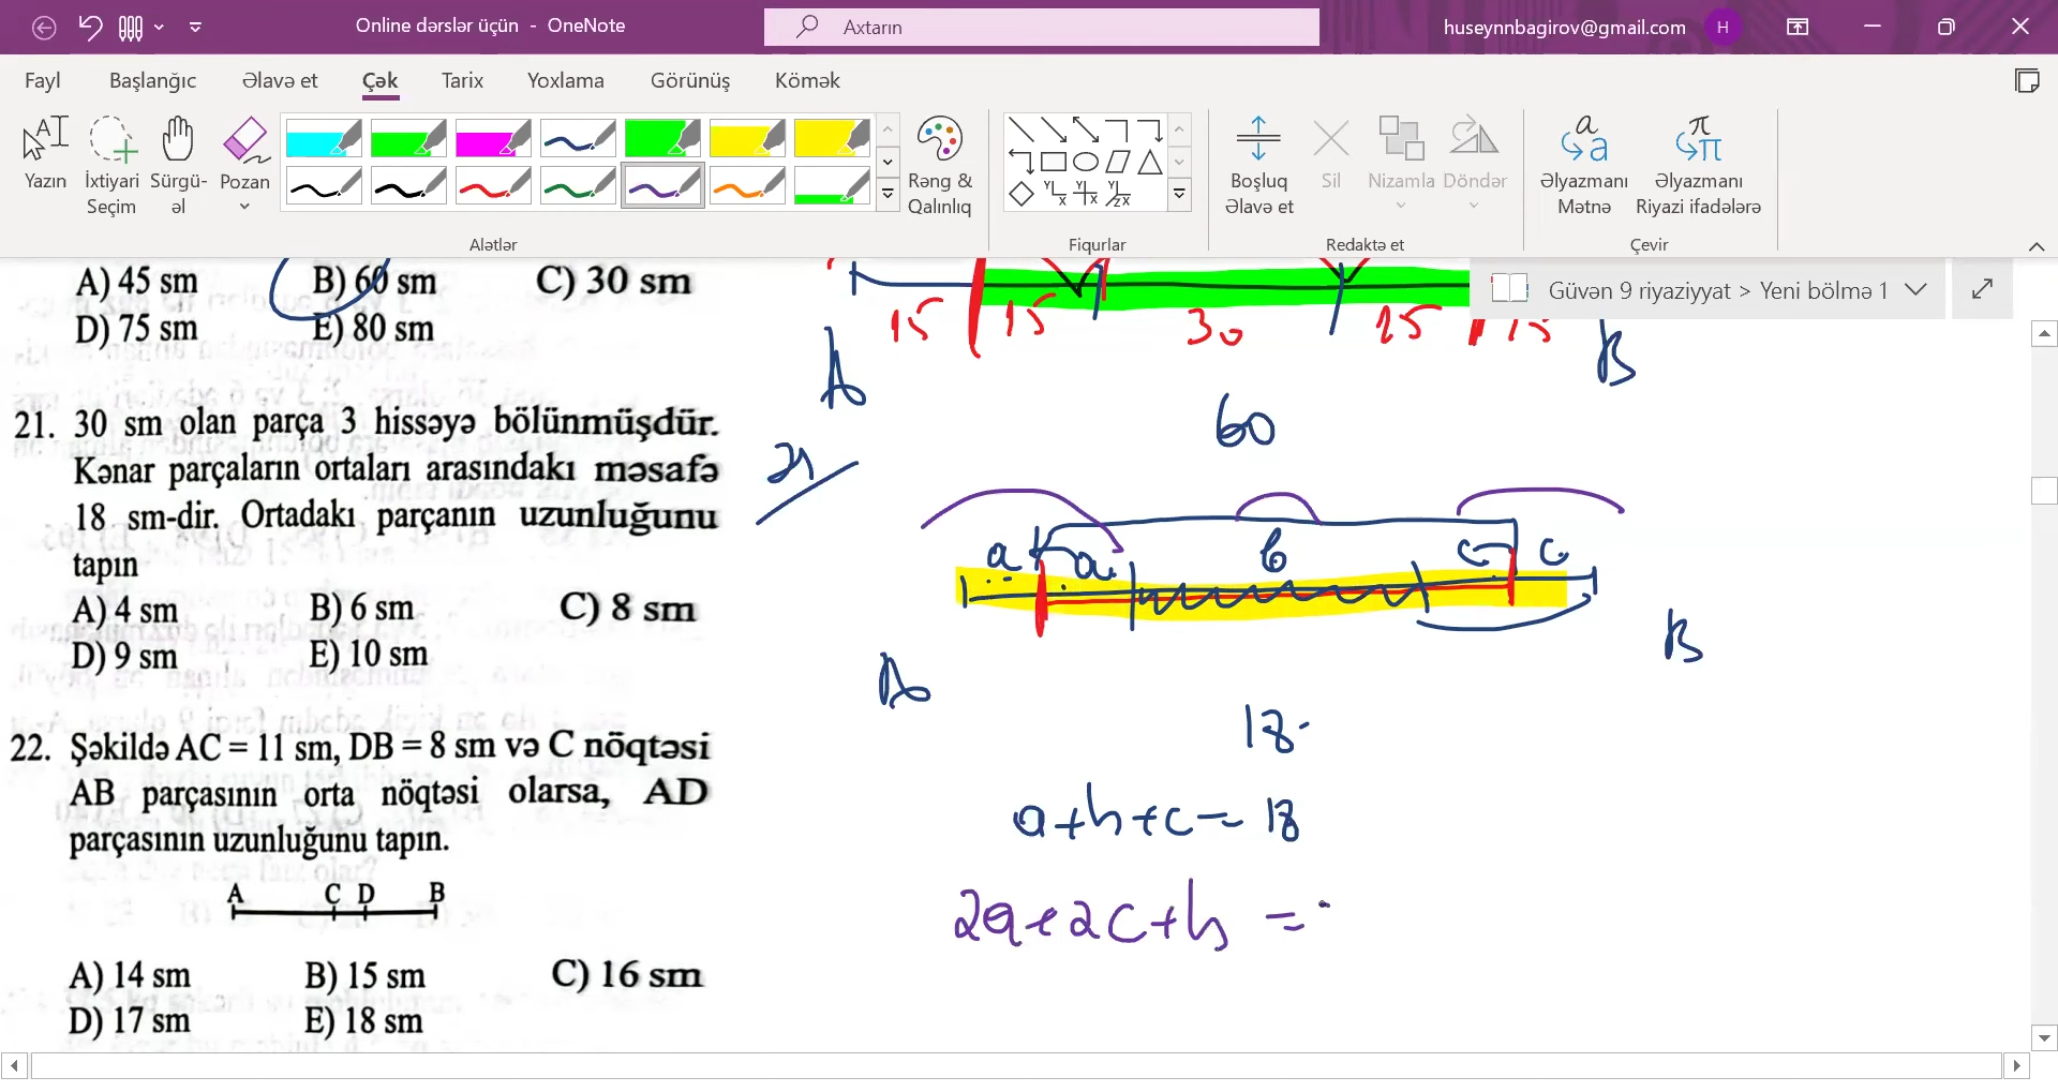 Online dərslər üçün - OneNote
Axtarın
huseynnbagirov@gmail.com H
Fayl Başlanğıc Əlavə et Çək Tarix Yoxlama Görünüş Kömək
Yazın İxtiyari Seçim Sürgü-əl Pozan
Rəng & Qalınlıq
Boşluq Əlavə et Sil Nizamla Döndər
Əlyazmanı Mətnə Əlyazmanı Riyazi ifadələrə
Alətlər Fiqurlar Redaktə et Çevir
Güvən 9 riyaziyyat > Yeni bölmə 1
A) 45 sm B) 60 sm C) 30 sm
D) 75 sm E) 80 sm
15 15 30 15 15
A B
60
21. 30 sm olan parça 3 hissəyə bölünmüşdür.
Kənar parçaların ortaları arasındakı məsafə
18 sm-dir. Ortadakı parçanın uzunluğunu
tapın
A) 4 sm B) 6 sm C) 8 sm
D) 9 sm E) 10 sm
21
a a b c c
A B
18
a+b+c=18
2a+2c+b =
22. Şəkildə AC = 11 sm, DB = 8 sm və C nöqtəsi
AB parçasının orta nöqtəsi olarsa, AD
parçasının uzunluğunu tapın.
A C D B
A) 14 sm B) 15 sm C) 16 sm
D) 17 sm E) 18 sm